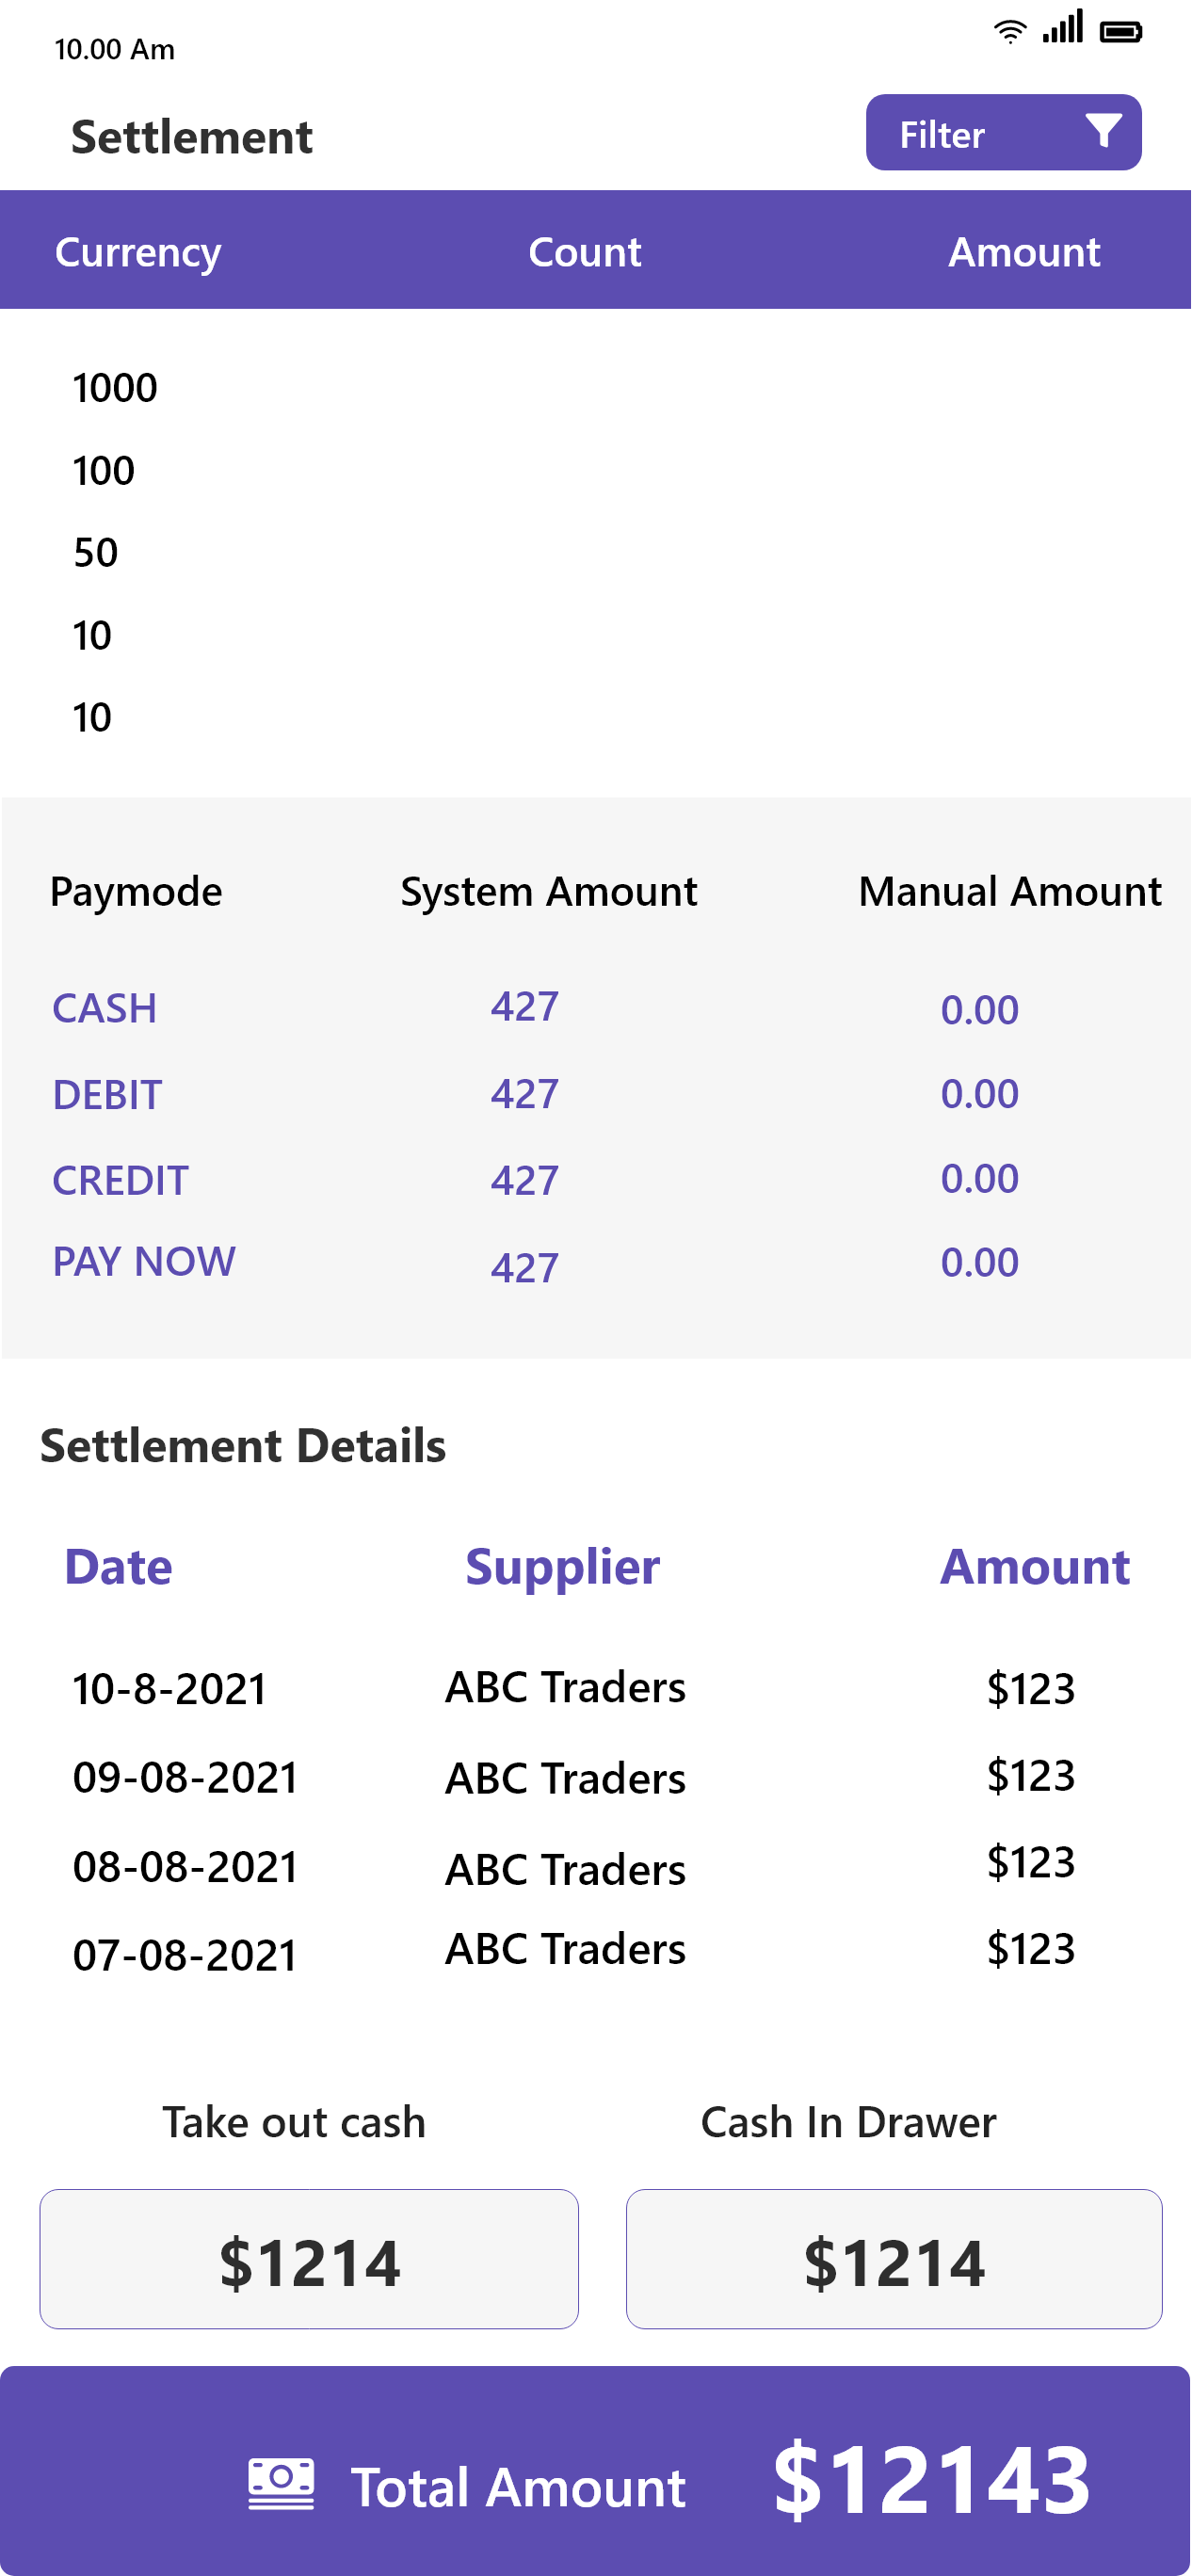 10.00 Am
Settlement Filter
Currency Count Amount
1000
100
50
10
10
Paymode System Amount Manual Amount
CASH 427 0.00
DEBIT 427 0.00
CREDIT 427 0.00
PAY NOW 427 0.00
Settlement Details
Date Supplier Amount
10-8-2021 ABC Traders $123
09-08-2021 ABC Traders $123
08-08-2021 ABC Traders $123
07-08-2021 ABC Traders $123
Take out cash Cash In Drawer
$1214 $1214
Total Amount $12143